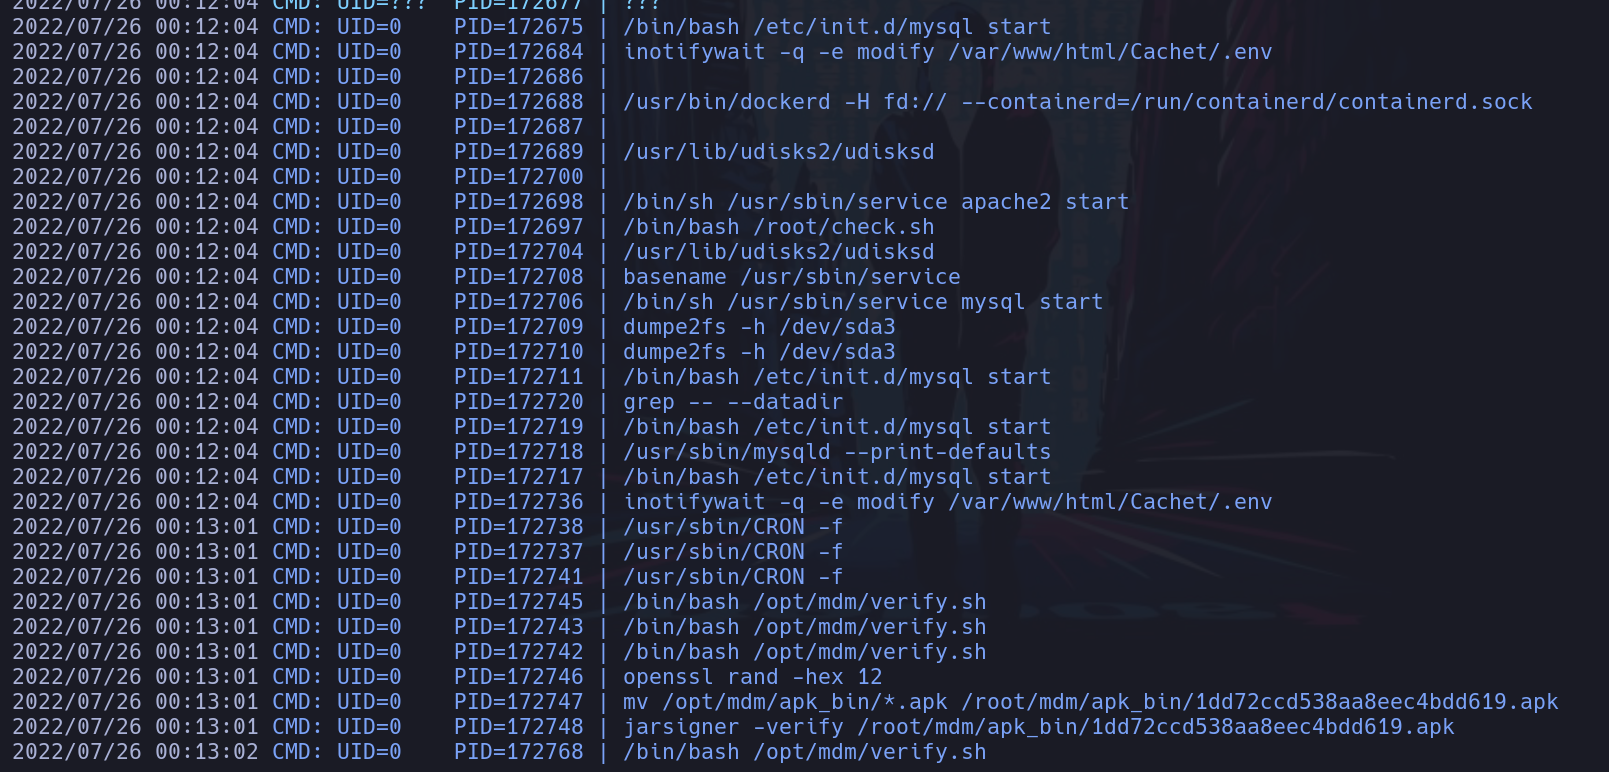 2022/07/26 00:12:04 CMD: UID=???  PID=172677 | ???
2022/07/26 00:12:04 CMD: UID=0    PID=172675 | /bin/bash /etc/init.d/mysql start
2022/07/26 00:12:04 CMD: UID=0    PID=172684 | inotifywait -q -e modify /var/www/html/Cachet/.env
2022/07/26 00:12:04 CMD: UID=0    PID=172686 |
2022/07/26 00:12:04 CMD: UID=0    PID=172688 | /usr/bin/dockerd -H fd:// --containerd=/run/containerd/containerd.sock
2022/07/26 00:12:04 CMD: UID=0    PID=172687 |
2022/07/26 00:12:04 CMD: UID=0    PID=172689 | /usr/lib/udisks2/udisksd
2022/07/26 00:12:04 CMD: UID=0    PID=172700 |
2022/07/26 00:12:04 CMD: UID=0    PID=172698 | /bin/sh /usr/sbin/service apache2 start
2022/07/26 00:12:04 CMD: UID=0    PID=172697 | /bin/bash /root/check.sh
2022/07/26 00:12:04 CMD: UID=0    PID=172704 | /usr/lib/udisks2/udisksd
2022/07/26 00:12:04 CMD: UID=0    PID=172708 | basename /usr/sbin/service
2022/07/26 00:12:04 CMD: UID=0    PID=172706 | /bin/sh /usr/sbin/service mysql start
2022/07/26 00:12:04 CMD: UID=0    PID=172709 | dumpe2fs -h /dev/sda3
2022/07/26 00:12:04 CMD: UID=0    PID=172710 | dumpe2fs -h /dev/sda3
2022/07/26 00:12:04 CMD: UID=0    PID=172711 | /bin/bash /etc/init.d/mysql start
2022/07/26 00:12:04 CMD: UID=0    PID=172720 | grep -- --datadir
2022/07/26 00:12:04 CMD: UID=0    PID=172719 | /bin/bash /etc/init.d/mysql start
2022/07/26 00:12:04 CMD: UID=0    PID=172718 | /usr/sbin/mysqld --print-defaults
2022/07/26 00:12:04 CMD: UID=0    PID=172717 | /bin/bash /etc/init.d/mysql start
2022/07/26 00:12:04 CMD: UID=0    PID=172736 | inotifywait -q -e modify /var/www/html/Cachet/.env
2022/07/26 00:13:01 CMD: UID=0    PID=172738 | /usr/sbin/CRON -f
2022/07/26 00:13:01 CMD: UID=0    PID=172737 | /usr/sbin/CRON -f
2022/07/26 00:13:01 CMD: UID=0    PID=172741 | /usr/sbin/CRON -f
2022/07/26 00:13:01 CMD: UID=0    PID=172745 | /bin/bash /opt/mdm/verify.sh
2022/07/26 00:13:01 CMD: UID=0    PID=172743 | /bin/bash /opt/mdm/verify.sh
2022/07/26 00:13:01 CMD: UID=0    PID=172742 | /bin/bash /opt/mdm/verify.sh
2022/07/26 00:13:01 CMD: UID=0    PID=172746 | openssl rand -hex 12
2022/07/26 00:13:01 CMD: UID=0    PID=172747 | mv /opt/mdm/apk_bin/*.apk /root/mdm/apk_bin/1dd72ccd538aa8eec4bdd619.apk
2022/07/26 00:13:01 CMD: UID=0    PID=172748 | jarsigner -verify /root/mdm/apk_bin/1dd72ccd538aa8eec4bdd619.apk
2022/07/26 00:13:02 CMD: UID=0    PID=172768 | /bin/bash /opt/mdm/verify.sh